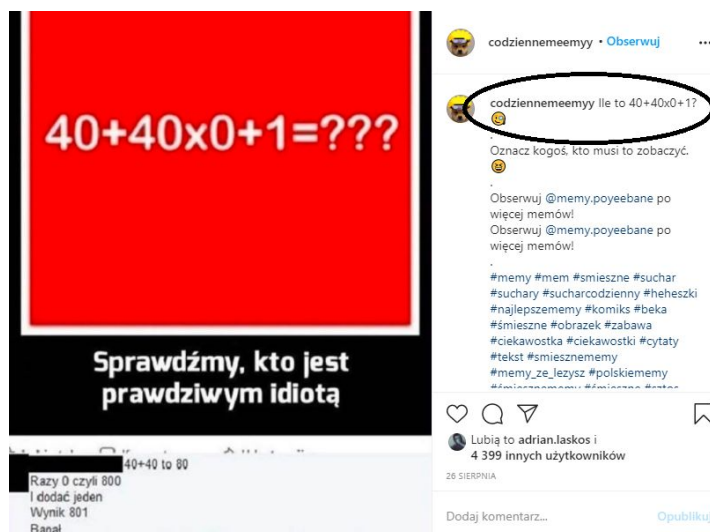 40+40x0+1=???
Sprawdźmy, kto jest
prawdziwym idiotą
40+40 to 80
Razy 0 czyli 800
I dodać jeden
Wynik 801
Banał
codziennemeemyy • Obserwuj
codziennemeemyy Ile to 40+40x0+1?
.
Oznacz kogoś, kto musi to zobaczyć.
.
Obserwuj @memy.poyeebane po
więcej memów!
Obserwuj @memy.poyeebane po
więcej memów!
.
#memy #mem #smieszne #suchar
#suchary #sucharcodzienny #heheszki
#najlepszememy #komiks #beka
#śmieszne #obrazek #zabawa
#ciekawostka #ciekawostki #cytaty
#tekst #smiesznememy
#memy_ze_lezysz #polskiememy
Lubią to adrian.laskos i
4 399 innych użytkowników
26 SIERPNIA
Dodaj komentarz...
Opublikuj